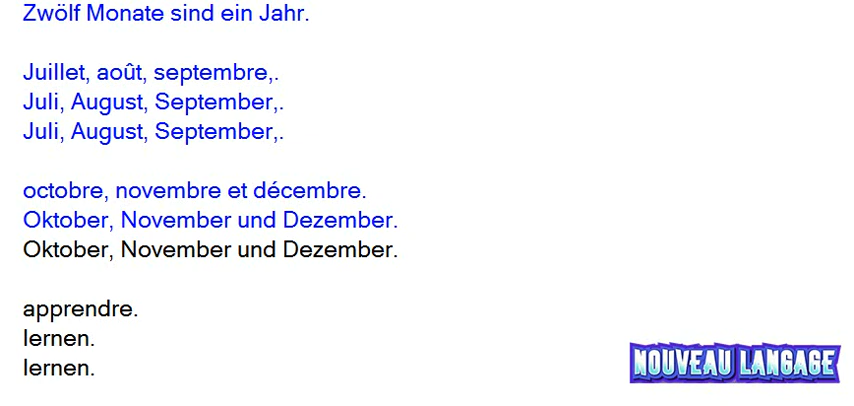 Zwölf Monate sind ein Jahr.
Juillet, août, septembre,.
Juli, August, September,.
Juli, August, September,.
octobre, novembre et décembre.
Oktober, November und Dezember.
Oktober, November und Dezember.
apprendre.
lernen.
lernen.
NOUVEAU LANGAGE